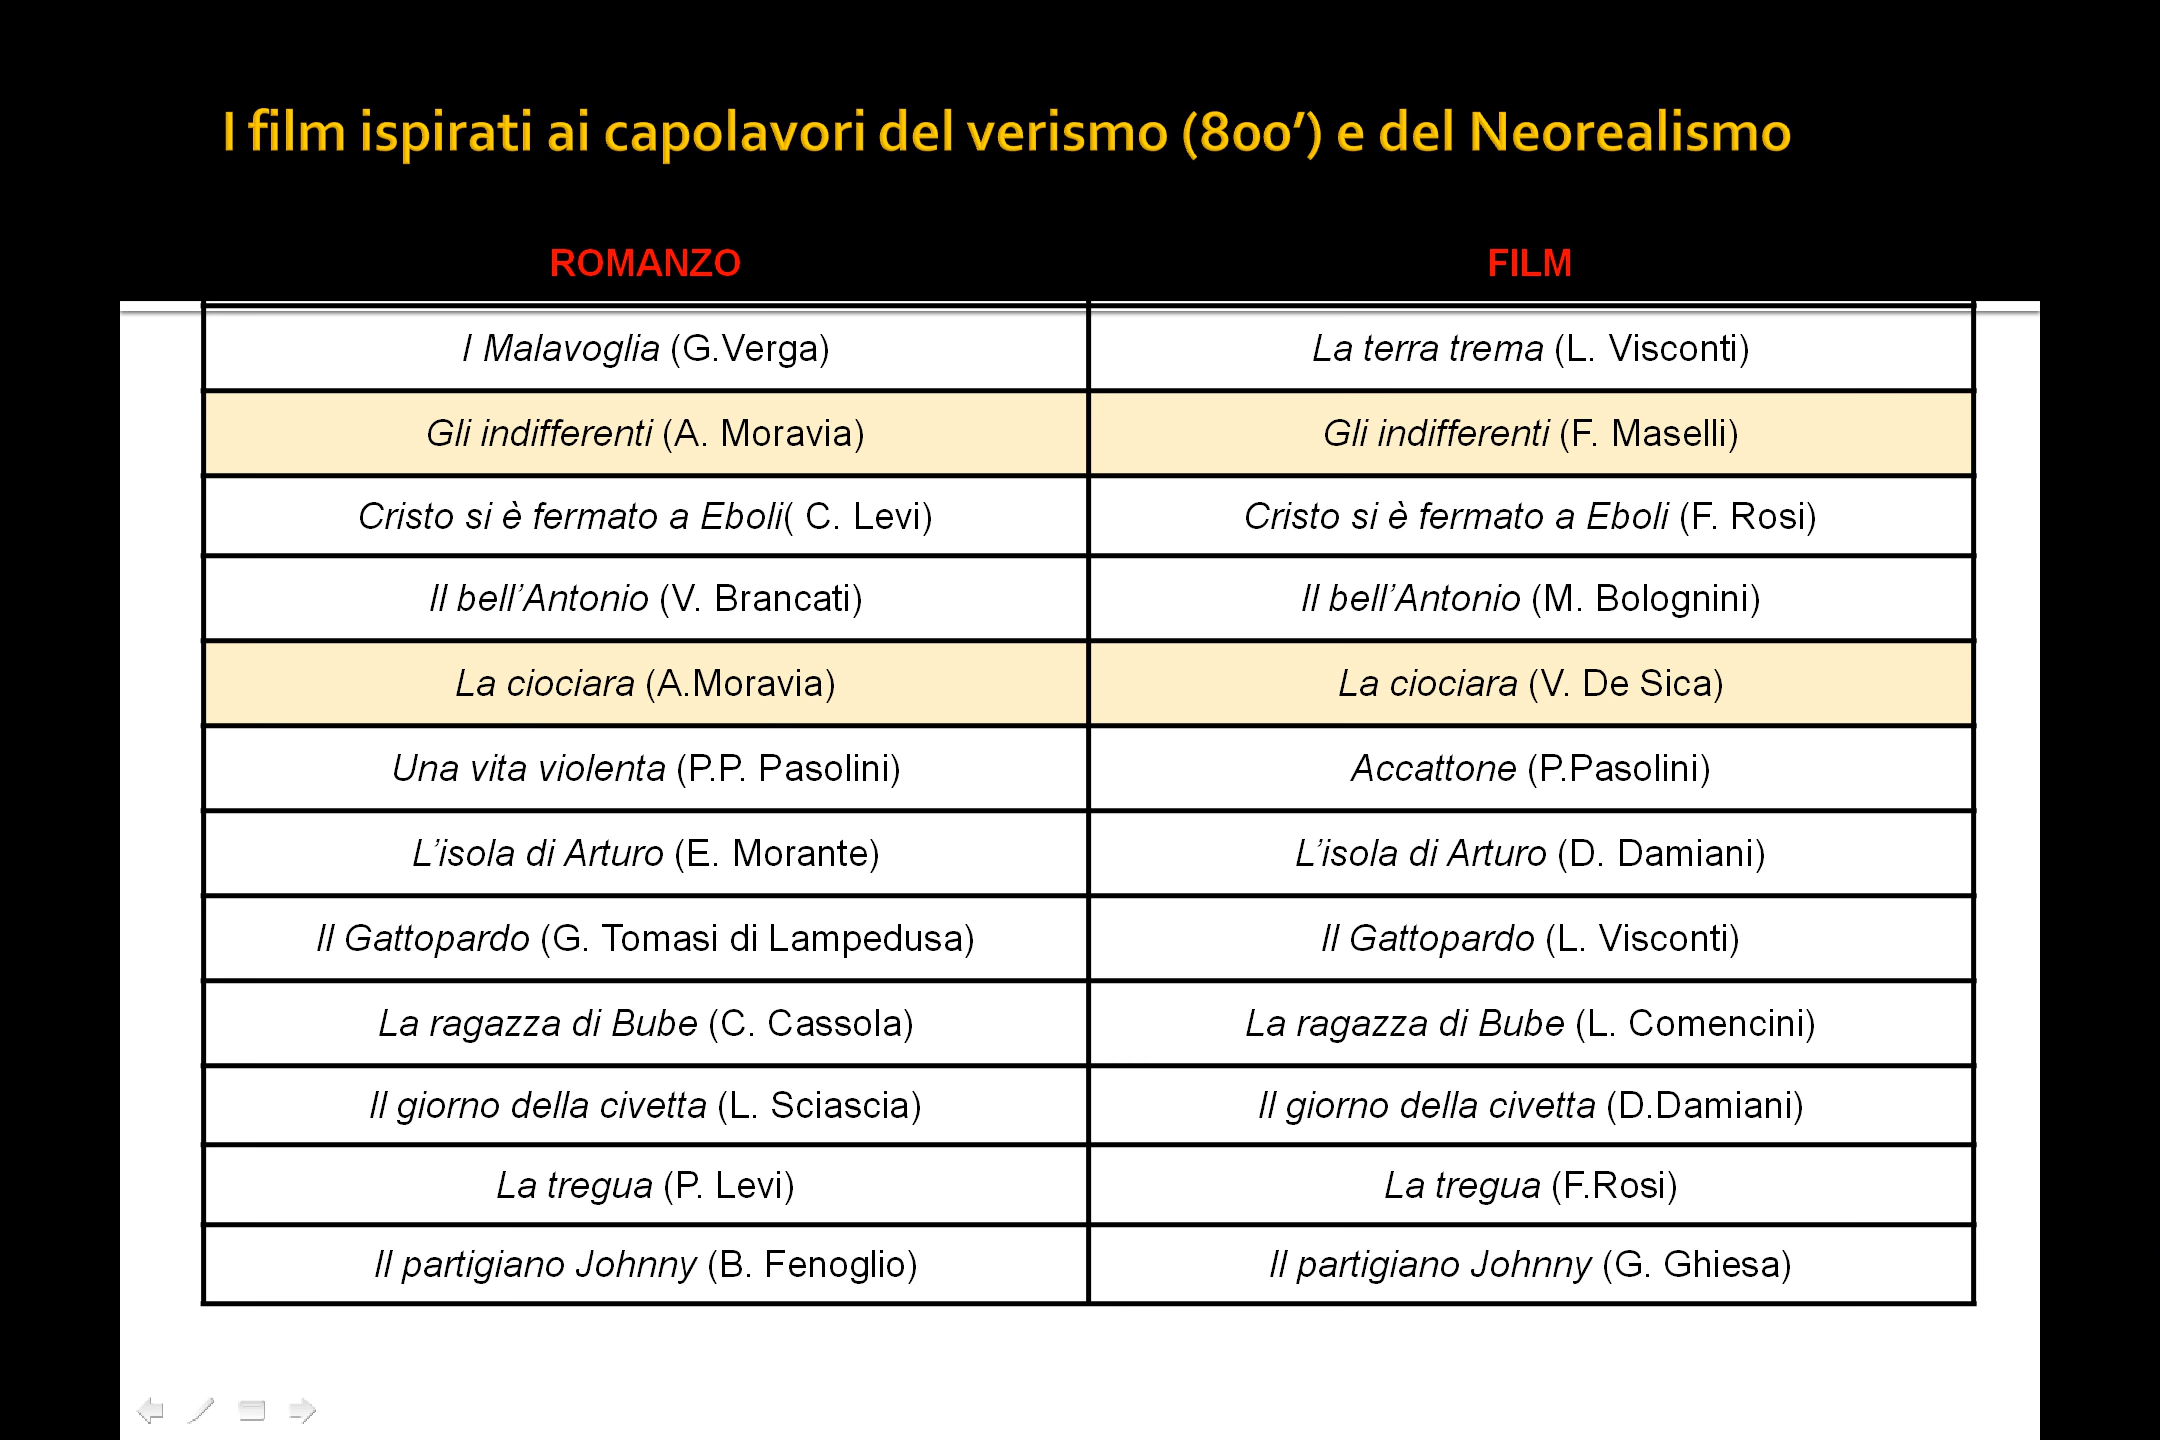 I film ispirati ai capolavori del verismo (800’) e del Neorealismo
ROMANZO FILM
I Malavoglia (G.Verga) La terra trema (L. Visconti)
Gli indifferenti (A. Moravia) Gli indifferenti (F. Maselli)
Cristo si è fermato a Eboli( C. Levi) Cristo si è fermato a Eboli (F. Rosi)
Il bell’Antonio (V. Brancati) Il bell’Antonio (M. Bolognini)
La ciociara (A.Moravia) La ciociara (V. De Sica)
Una vita violenta (P.P. Pasolini) Accattone (P.Pasolini)
L’isola di Arturo (E. Morante) L’isola di Arturo (D. Damiani)
Il Gattopardo (G. Tomasi di Lampedusa) Il Gattopardo (L. Visconti)
La ragazza di Bube (C. Cassola) La ragazza di Bube (L. Comencini)
Il giorno della civetta (L. Sciascia) Il giorno della civetta (D.Damiani)
La tregua (P. Levi) La tregua (F.Rosi)
Il partigiano Johnny (B. Fenoglio) Il partigiano Johnny (G. Ghiesa)